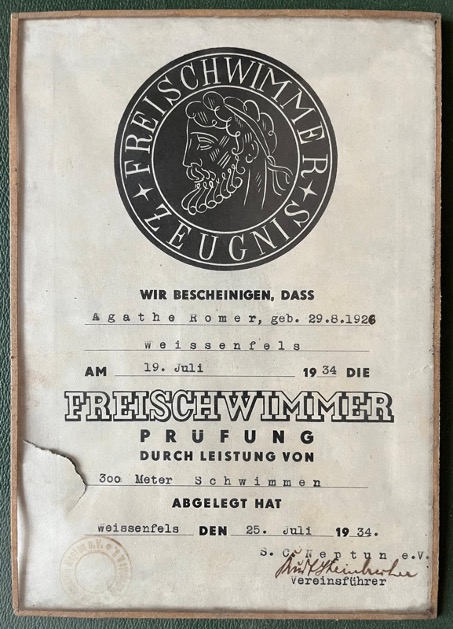 FREISCHWIMMER
ZEUGNIS
WIR BESCHEINIGEN, DASS
Agathe Romer, geb. 29.8.1926
weissenfels
AM 19. Juli 1934 DIE
FREISCHWIMMER
PRÜFUNG
DURCH LEISTUNG VON
300 Meter Schwimmen
ABGELEGT HAT
weissenfels DEN 25. Juli 1934.
S. C. Neptun e.V.
Vereinsführer